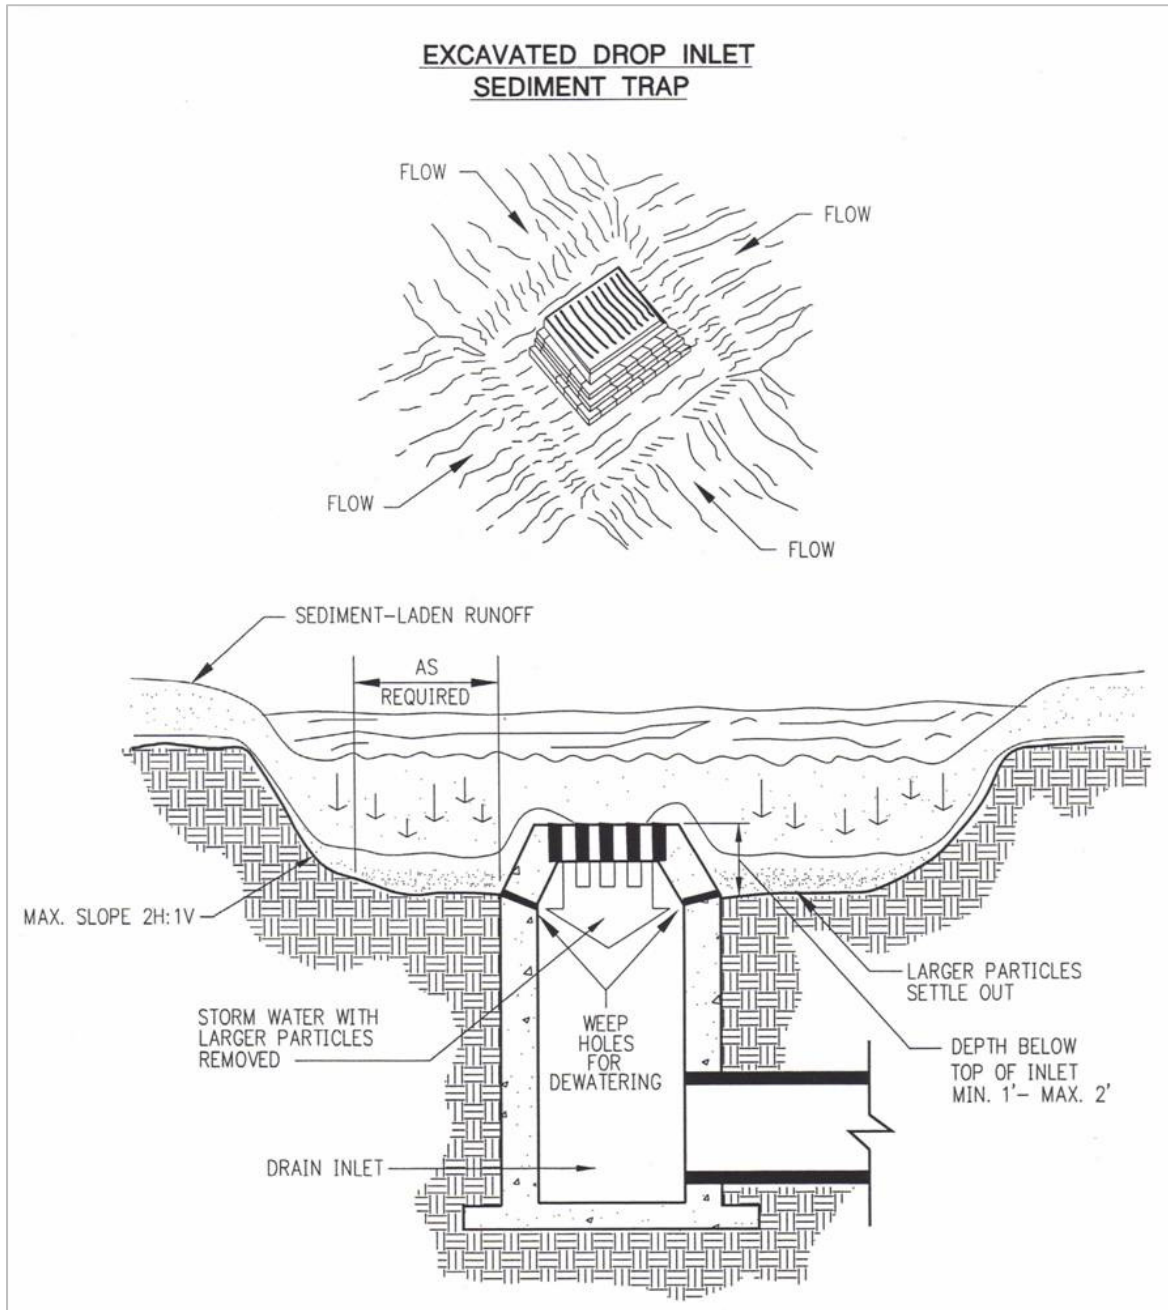 EXCAVATED DROP INLET
SEDIMENT TRAP
FLOW
FLOW
FLOW
FLOW
SEDIMENT-LADEN RUNOFF
AS
REQUIRED
MAX. SLOPE 2H:1V
LARGER PARTICLES
SETTLE OUT
STORM WATER WITH
LARGER PARTICLES
REMOVED
WEEP
HOLES
FOR
DEWATERING
DEPTH BELOW
TOP OF INLET
MIN. 1'- MAX. 2'
DRAIN INLET